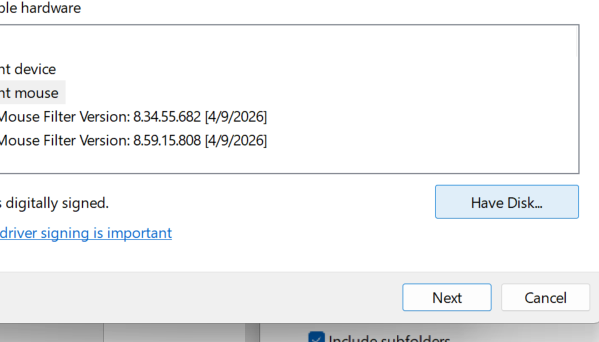 ble hardware
nt device
nt mouse
Mouse Filter Version: 8.34.55.682 [4/9/2026]
Mouse Filter Version: 8.59.15.808 [4/9/2026]
s digitally signed.
Have Disk...
driver signing is important
Next
Cancel
Include subfolders